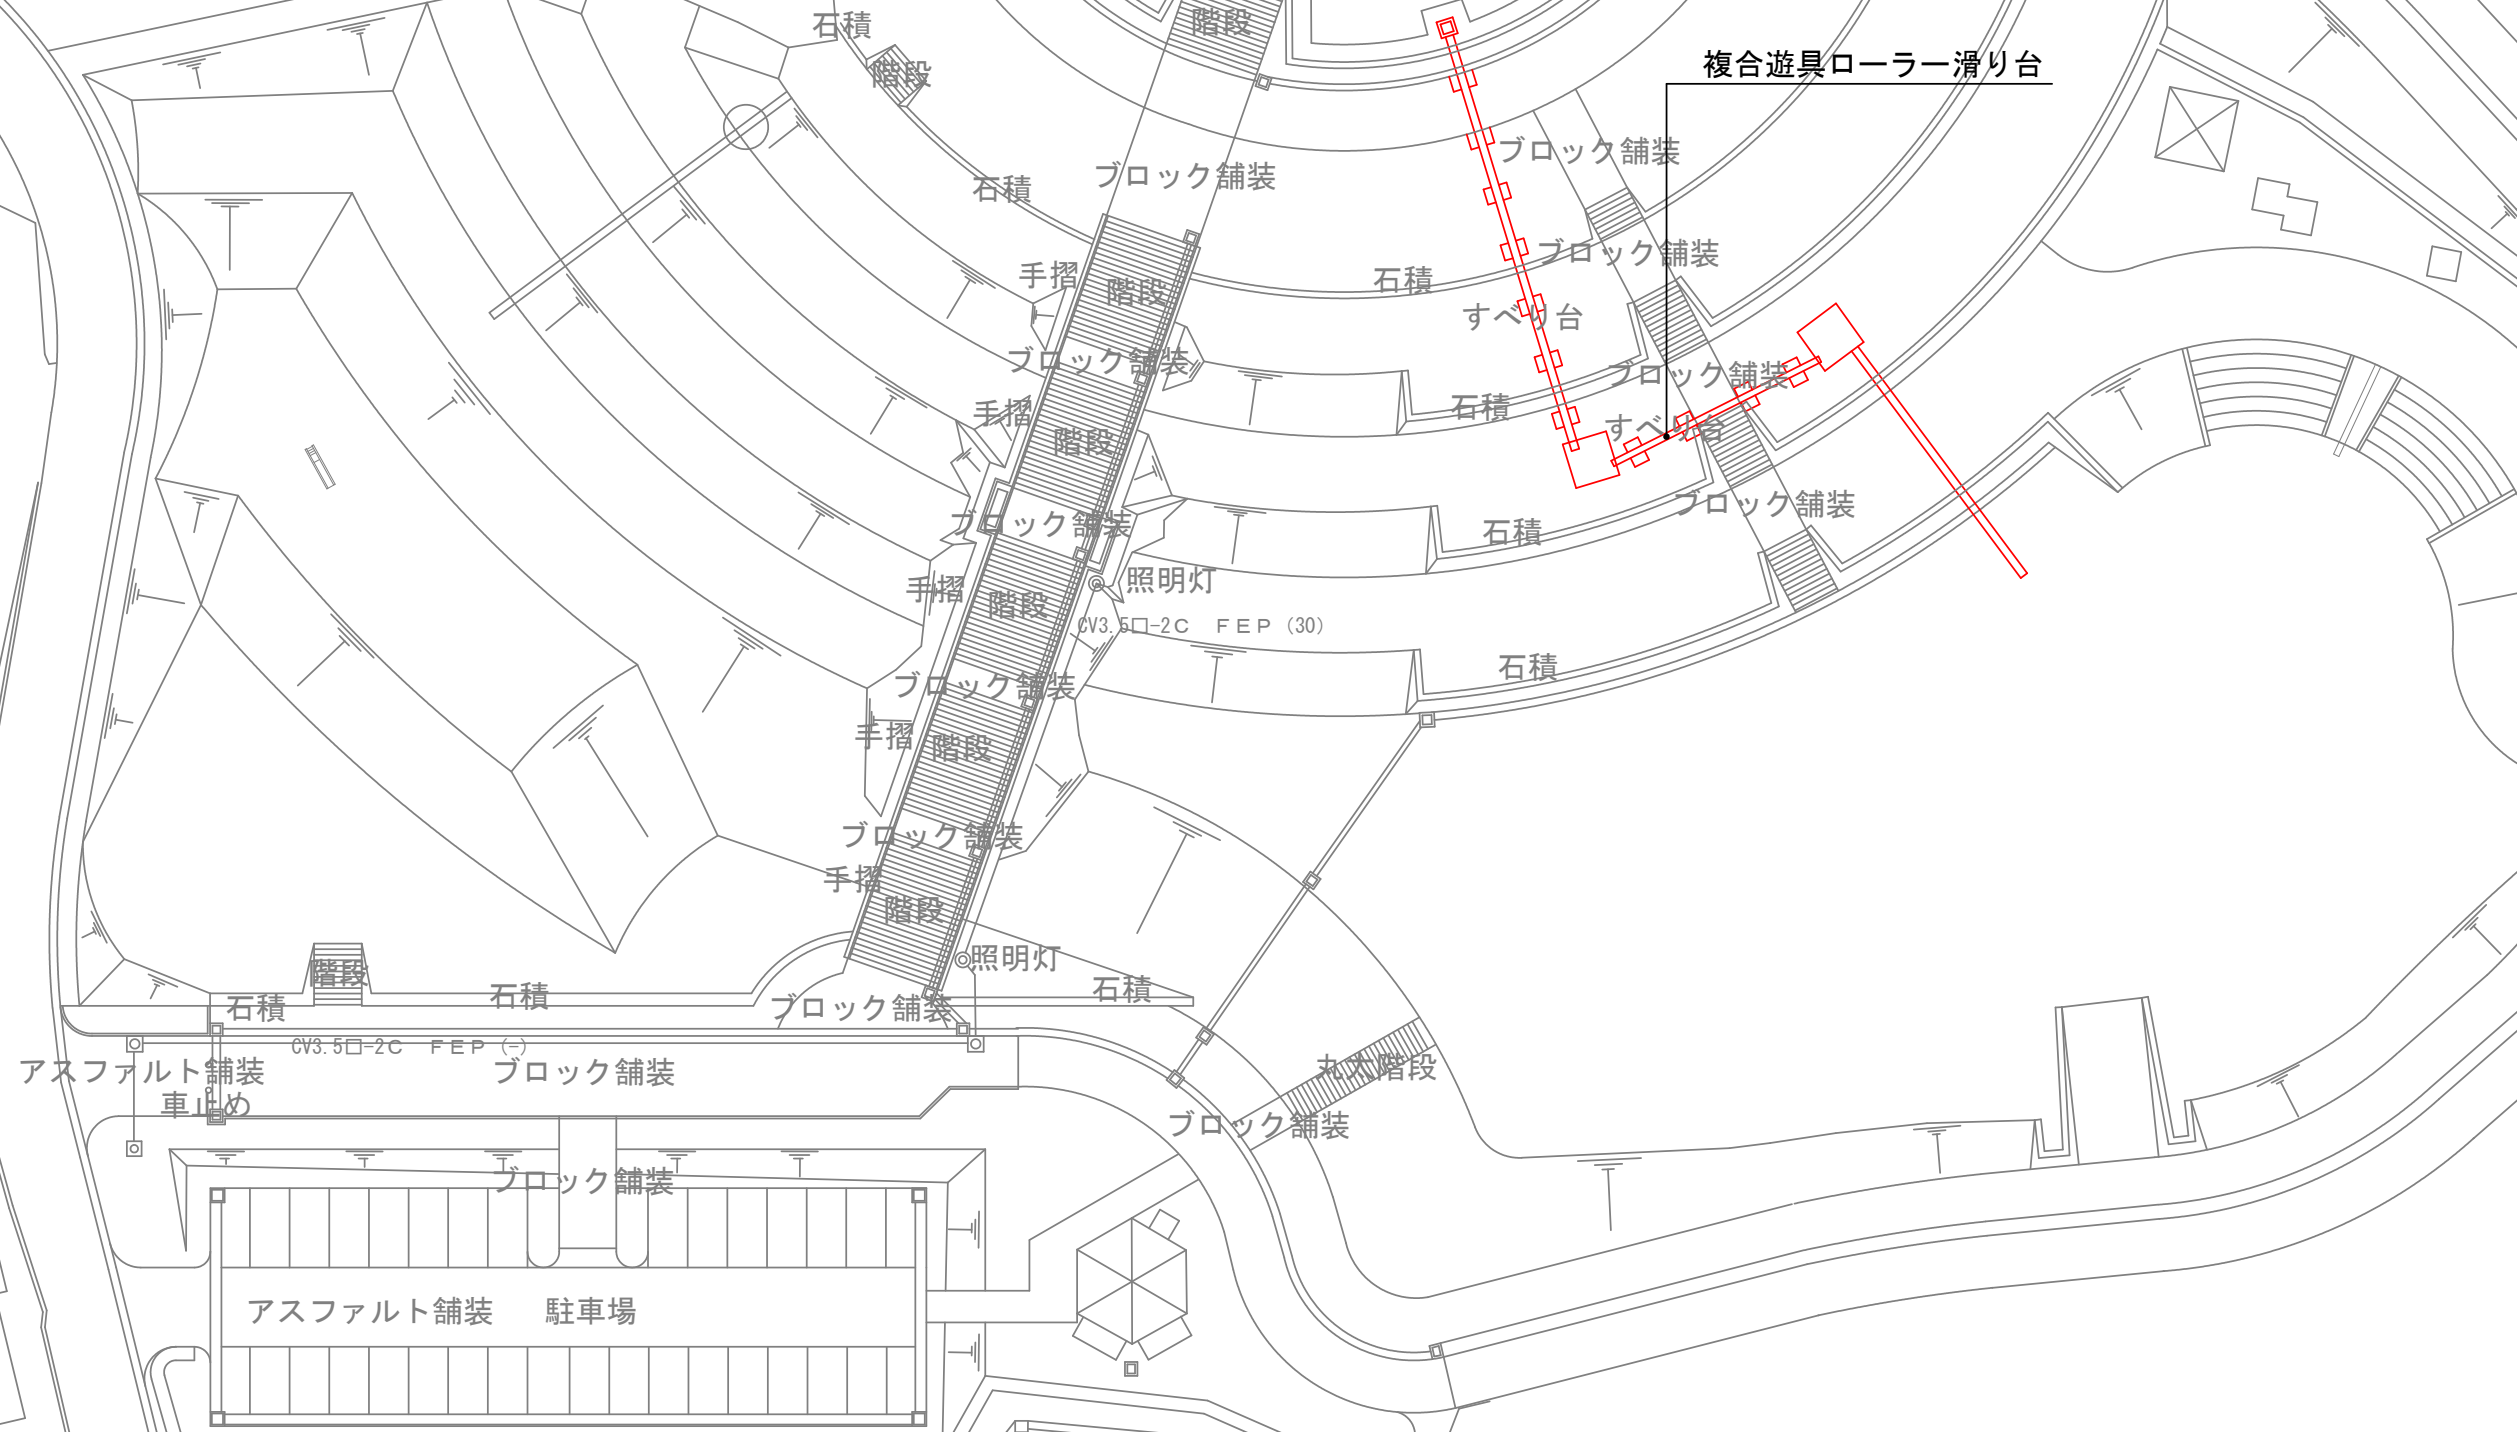 石積
階段
階段
複合遊具ローラー滑り台
ブロック舗装
ブロック舗装
石積
ブロック舗装
手摺
階段
石積
すべり台
ブロック舗装
ブロック舗装
手摺
階段
石積
すべり台
ブロック舗装
石積
ブロック舗装
手摺
階段
照明灯
CV3.5□-2C FEP (30)
ブロック舗装
石積
手摺
階段
ブロック舗装
手摺
階段
照明灯
階段
石積
石積
ブロック舗装
石積
CV3.5□-2C FEP (-)
アスファルト舗装
ブロック舗装
丸太階段
車止め
ブロック舗装
ブロック舗装
アスファルト舗装 駐車場